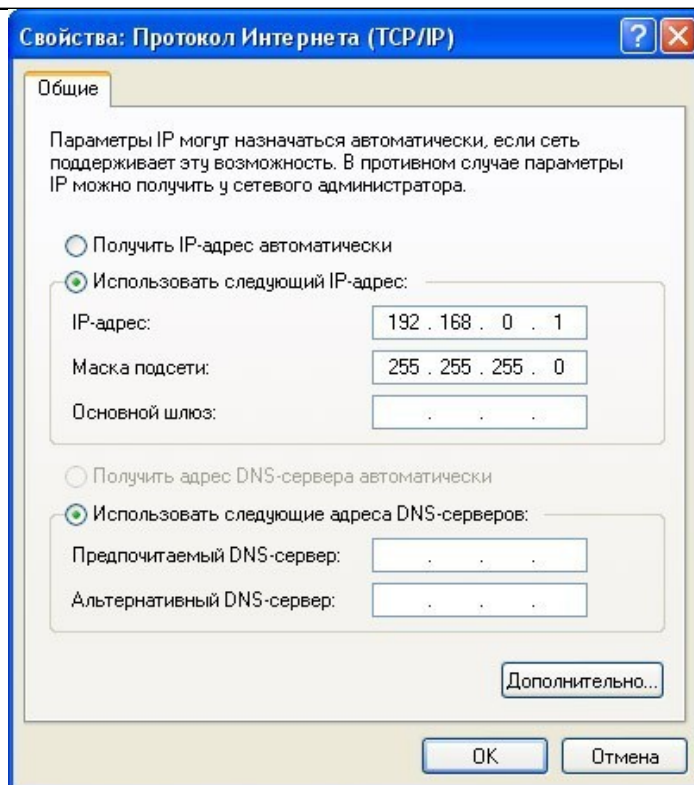 Свойства: Протокол Интернета (TCP/IP)
Общие
Параметры IP могут назначаться автоматически, если сеть
поддерживает эту возможность. В противном случае параметры
IP можно получить у сетевого администратора.
Получить IP-адрес автоматически
Использовать следующий IP-адрес:
IP-адрес: 192 . 168 . 0 . 1
Маска подсети: 255 . 255 . 255 . 0
Основной шлюз: . . .
Получить адрес DNS-сервера автоматически
Использовать следующие адреса DNS-серверов:
Предпочитаемый DNS-сервер: . . .
Альтернативный DNS-сервер: . . .
Дополнительно...
OK Отмена